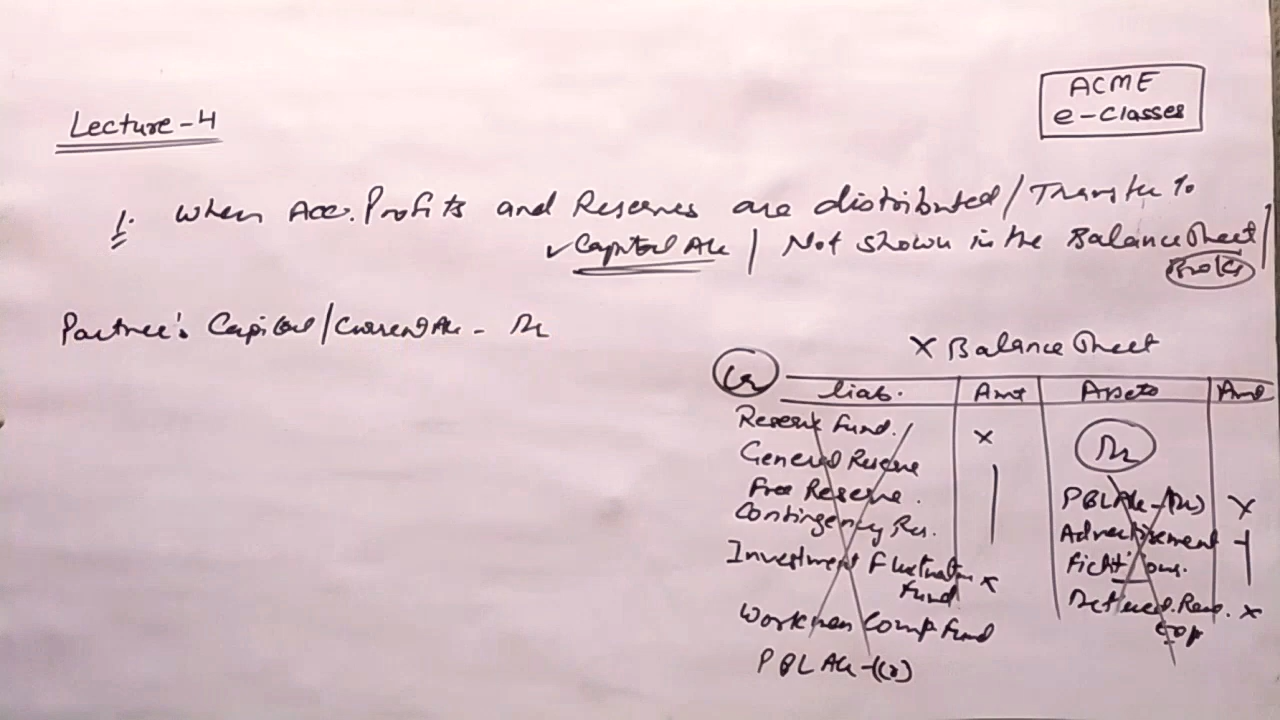 ACME
e-Classes
Lecture-4
1. When Acc. Profits and Reserves are distributed / Transfer to
✓ Capital A/c / Not shown in the Balance Sheet /
Books
Partner's Capital / Current A/c - Dr
X Balance Sheet
Cr
Liab. Amt Assets Amt
Reserve Fund. x Dr
General Reserve
Free Reserve. P&L A/c-(Dr) x
Contingency Res. Advertisement
Investment Fluctuation x Fictitious.
Fund Deferred. Rev. x
Workmen Comp Fund Exp
P&L A/c-(Cr)